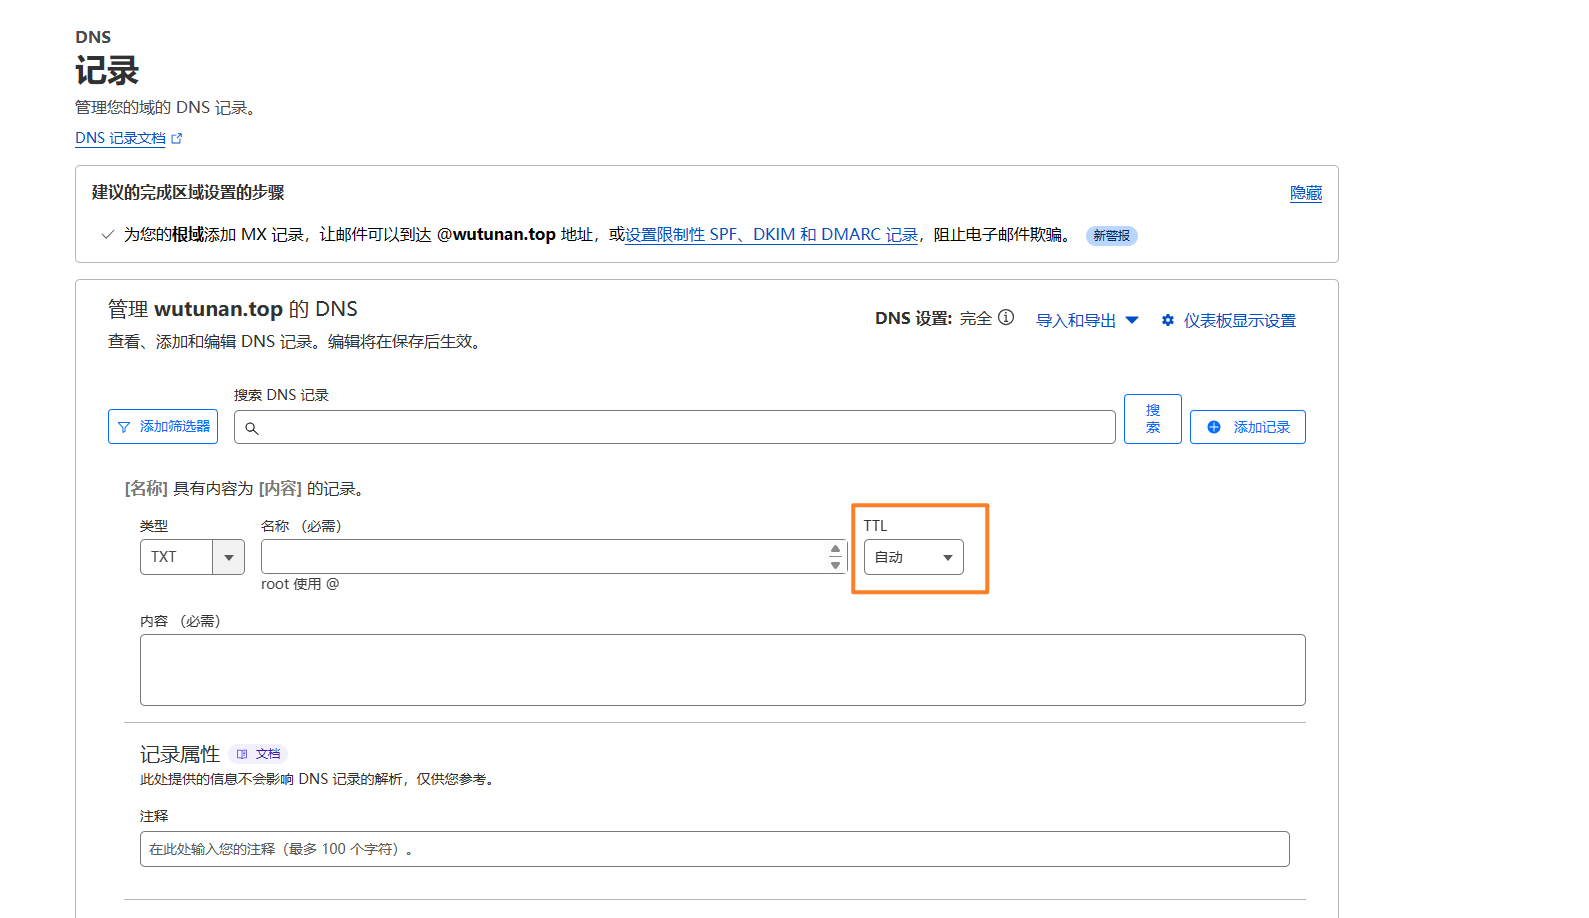 DNS
记录
管理您的域的 DNS 记录。
DNS 记录文档
建议的完成区域设置的步骤
隐藏
为您的根域添加 MX 记录，让邮件可以到达 @wutunan.top 地址，或设置限制性 SPF、DKIM 和 DMARC 记录，阻止电子邮件欺骗。 新警报
管理 wutunan.top 的 DNS
查看、添加和编辑 DNS 记录。编辑将在保存后生效。
DNS 设置: 完全
导入和导出
仪表板显示设置
搜索 DNS 记录
添加筛选器
搜
索
添加记录
[名称] 具有内容为 [内容] 的记录。
类型
名称 （必需）
TTL
TXT
自动
root 使用 @
内容 （必需）
记录属性 文档
此处提供的信息不会影响 DNS 记录的解析，仅供您参考。
注释
在此处输入您的注释（最多 100 个字符）。